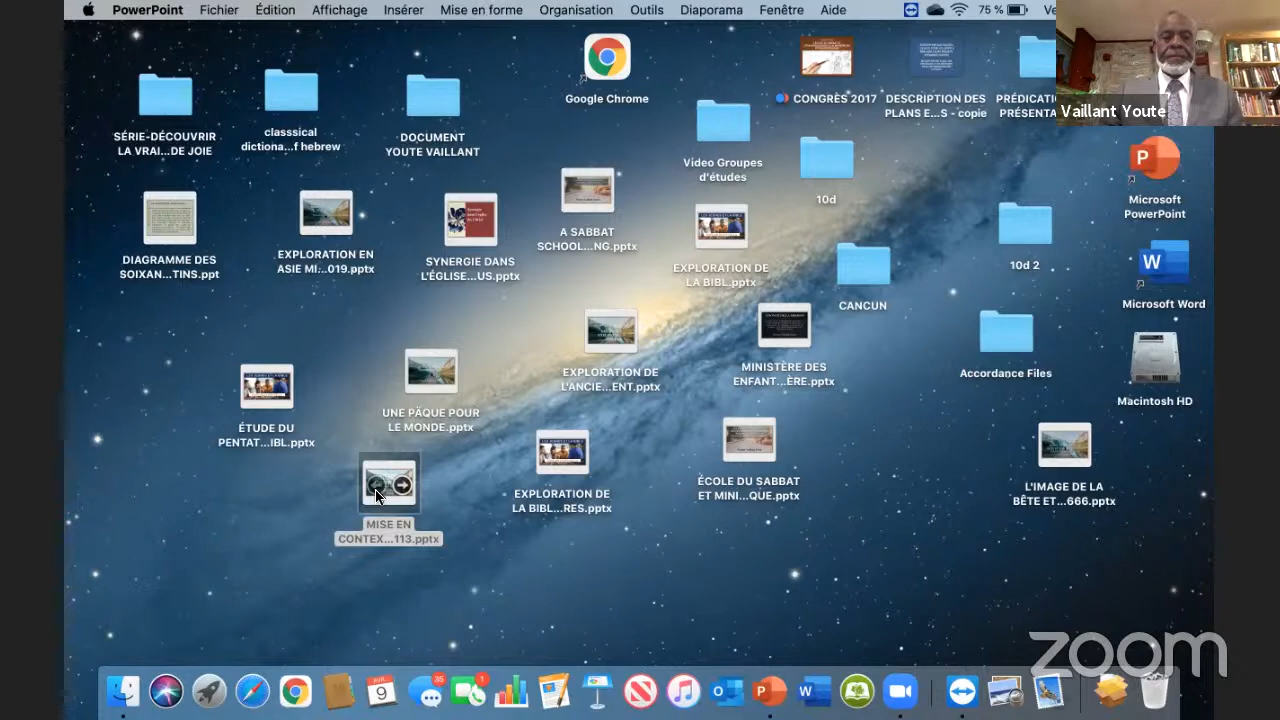 PowerPoint Fichier Édition Affichage Insérer Mise en forme Organisation Outils Diaporama Fenêtre Aide 75 % Ve
Vaillant Youte
Google Chrome
CONGRÈS 2017
DESCRIPTION DES
PLANS E...S - copie
PRÉDICATI
PRÉSENTA
SÉRIE-DÉCOUVRIR
LA VRAI...DE JOIE
classsical
dictiona...f hebrew
DOCUMENT
YOUTE VAILLANT
Video Groupes
d'études
10d
Microsoft
PowerPoint
DIAGRAMME DES
SOIXAN...TINS.ppt
EXPLORATION EN
ASIE MI...019.pptx
SYNERGIE DANS
L'ÉGLISE...US.pptx
A SABBAT
SCHOOL...NG.pptx
EXPLORATION DE
LA BIBL.pptx
CANCUN
10d 2
Microsoft Word
EXPLORATION DE
L'ANCIE...ENT.pptx
MINISTÈRE DES
ENFANT...ÈRE.pptx
Accordance Files
Macintosh HD
ÉTUDE DU
PENTAT...IBL.pptx
UNE PÄQUE POUR
LE MONDE.pptx
EXPLORATION DE
LA BIBL...RES.pptx
ÉCOLE DU SABBAT
ET MINI...QUE.pptx
L'IMAGE DE LA
BÊTE ET...666.pptx
MISE EN
CONTEX...113.pptx
zoom
AVR.
9
35
1